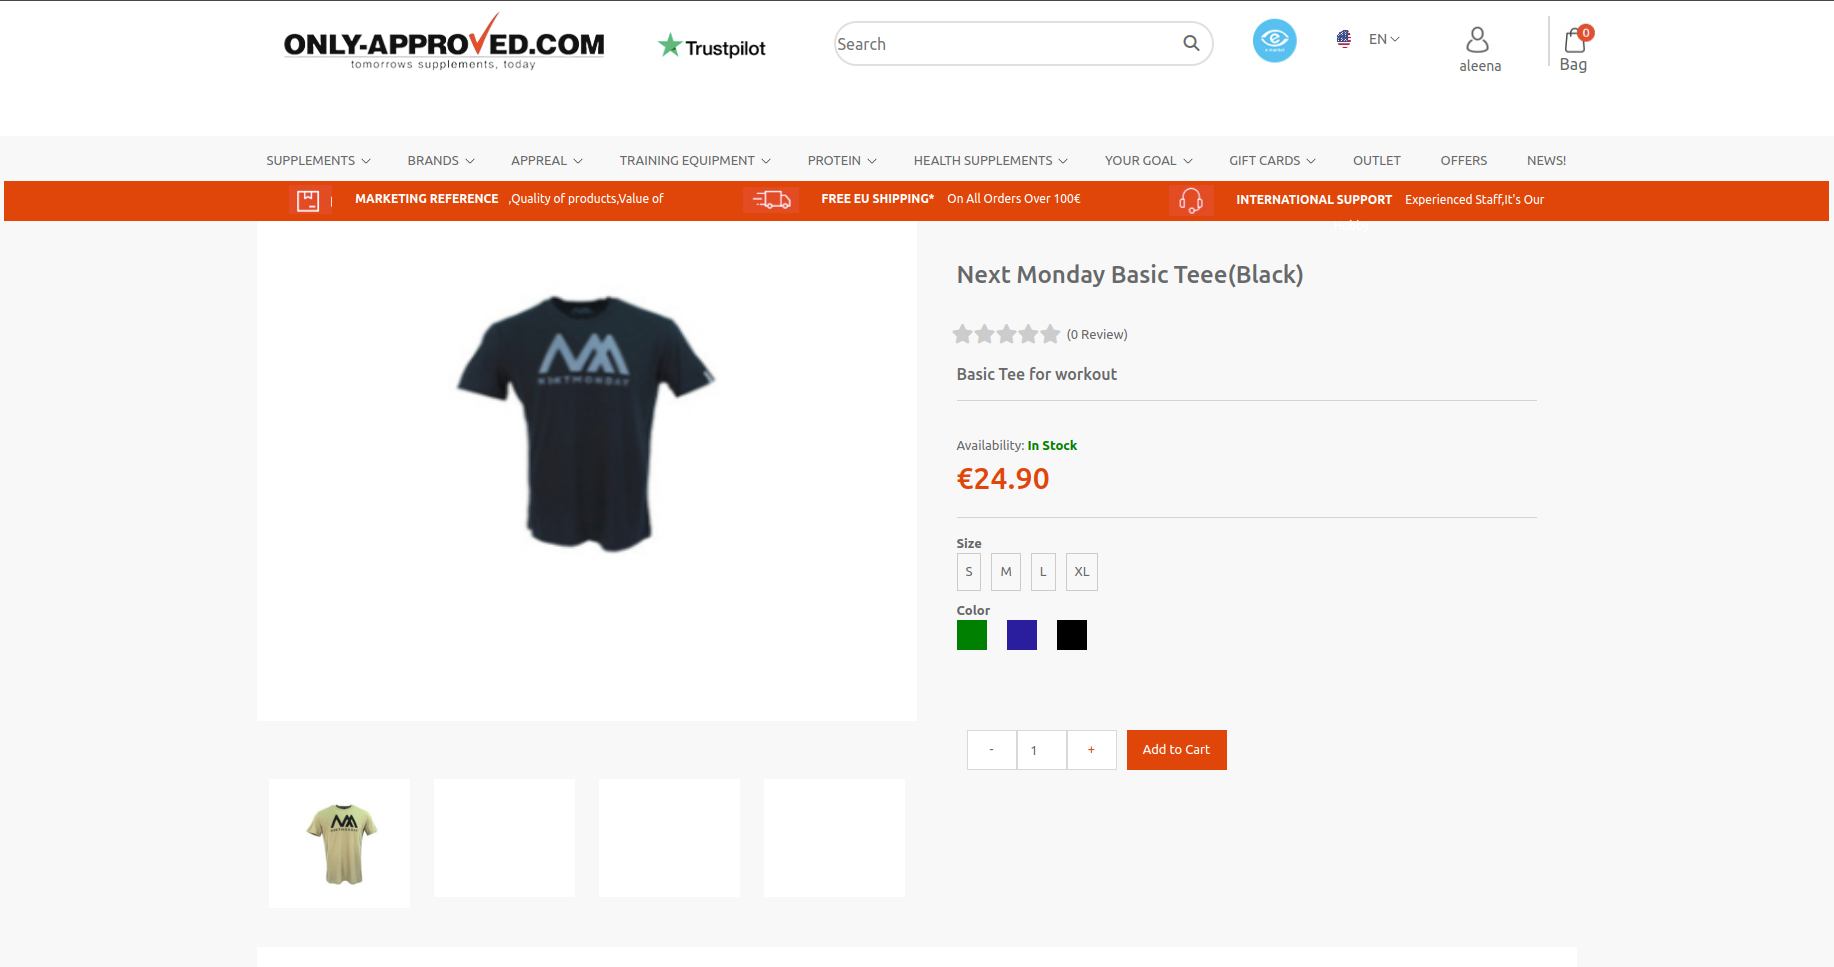 ONLY-APPROVED.COM
tomorrows supplements, today
Trustpilot
Search
e
EN
aleena
0
Bag
SUPPLEMENTS
BRANDS
APPREAL
TRAINING EQUIPMENT
PROTEIN
HEALTH SUPPLEMENTS
YOUR GOAL
GIFT CARDS
OUTLET
OFFERS
NEWS!
MARKETING REFERENCE ,Quality of products,Value of
FREE EU SHIPPING* On All Orders Over 100€
INTERNATIONAL SUPPORT Experienced Staff,It's Our
hobby
Next Monday Basic Teee(Black)
(0 Review)
Basic Tee for workout
Availability: In Stock
€24.90
Size
S M L XL
Color
- 1 + Add to Cart
NEXTMONDAY
NEXTMONDAY